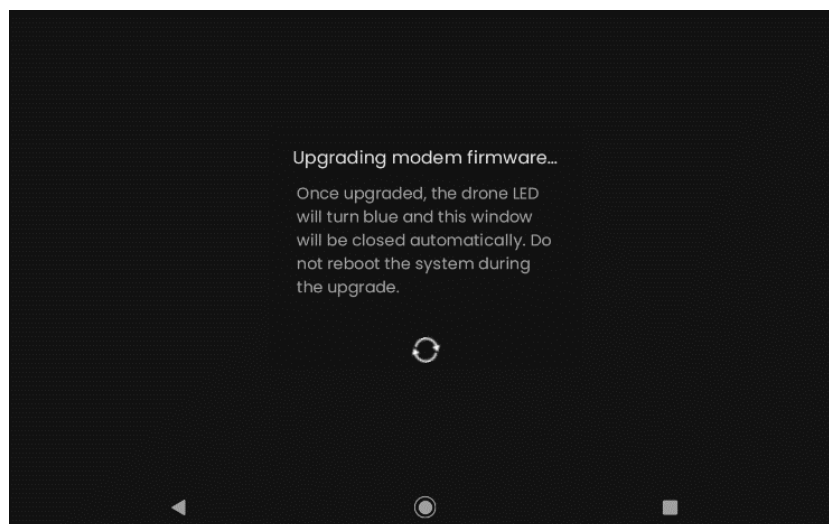 Upgrading modem firmware...
Once upgraded, the drone LED
will turn blue and this window
will be closed automatically. Do
not reboot the system during
the upgrade.